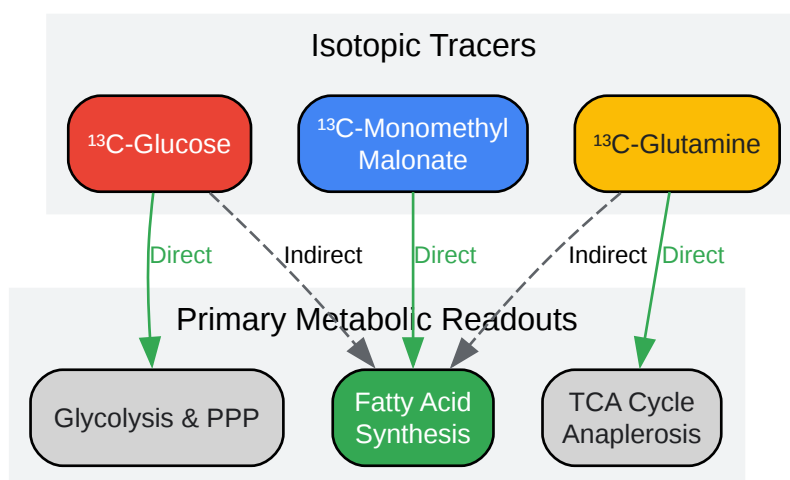 Isotopic Tracers
¹³C-Glucose
¹³C-Monomethyl
Malonate
¹³C-Glutamine
Direct
Indirect
Direct
Indirect
Direct
Primary Metabolic Readouts
Glycolysis & PPP
Fatty Acid
Synthesis
TCA Cycle
Anaplerosis